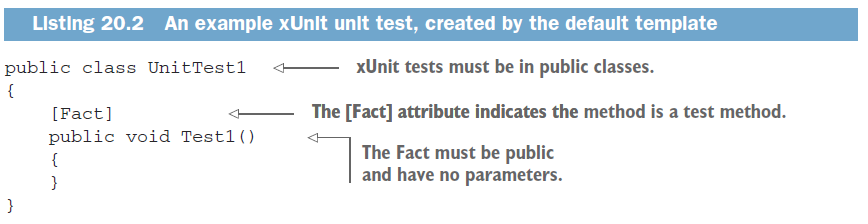 Listing 20.2 An example xUnit unit test, created by the default template
public class UnitTest1 xUnit tests must be in public classes.
{
[Fact] The [Fact] attribute indicates the method is a test method.
public void Test1()
{ The Fact must be public
} and have no parameters.
}